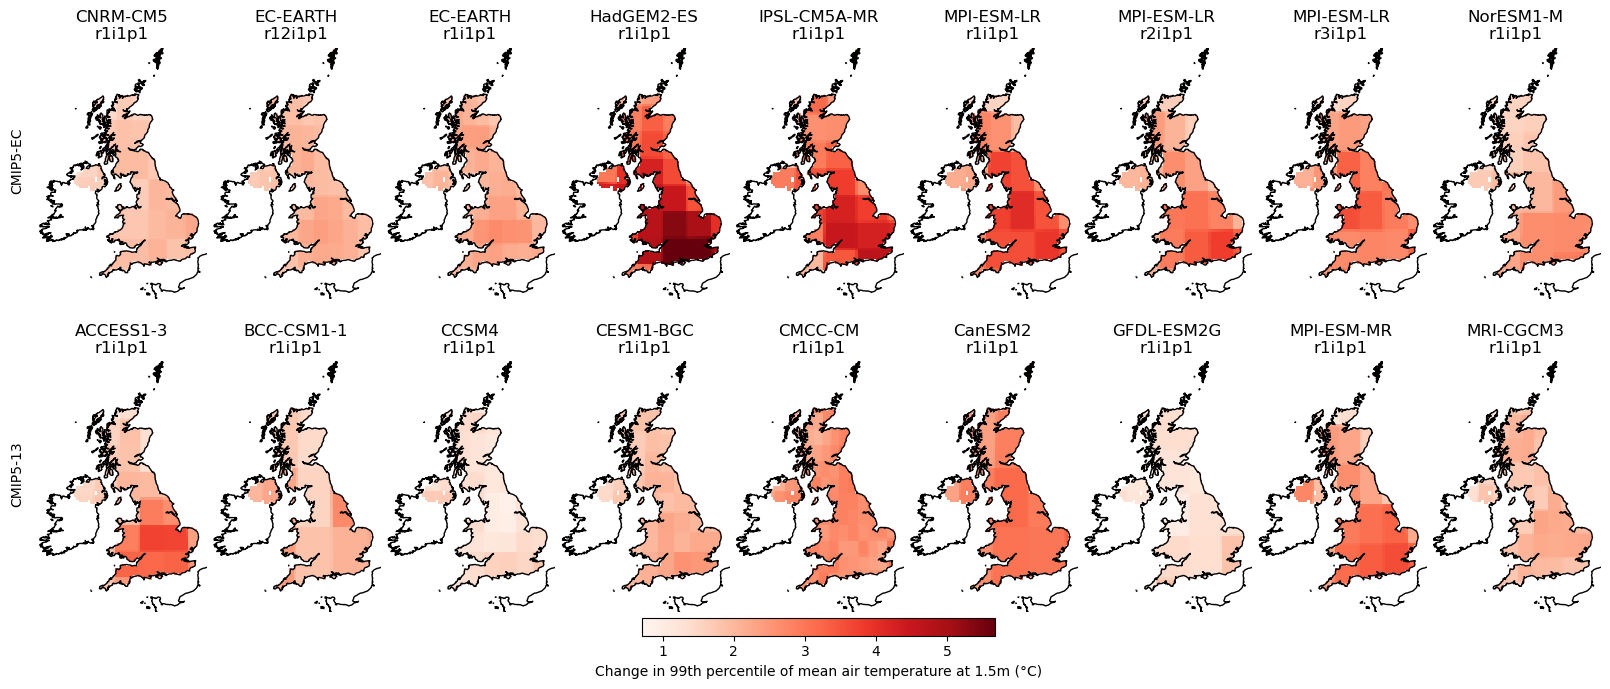 CNRM-CM5 EC-EARTH EC-EARTH HadGEM2-ES IPSL-CM5A-MR MPI-ESM-LR MPI-ESM-LR MPI-ESM-LR NorESM1-M
r1i1p1 r12i1p1 r1i1p1 r1i1p1 r1i1p1 r1i1p1 r2i1p1 r3i1p1 r1i1p1
CMIP5-EC
ACCESS1-3 BCC-CSM1-1 CCSM4 CESM1-BGC CMCC-CM CanESM2 GFDL-ESM2G MPI-ESM-MR MRI-CGCM3
r1i1p1 r1i1p1 r1i1p1 r1i1p1 r1i1p1 r1i1p1 r1i1p1 r1i1p1 r1i1p1
CMIP5-13
1 2 3 4 5
Change in 99th percentile of mean air temperature at 1.5m (°C)